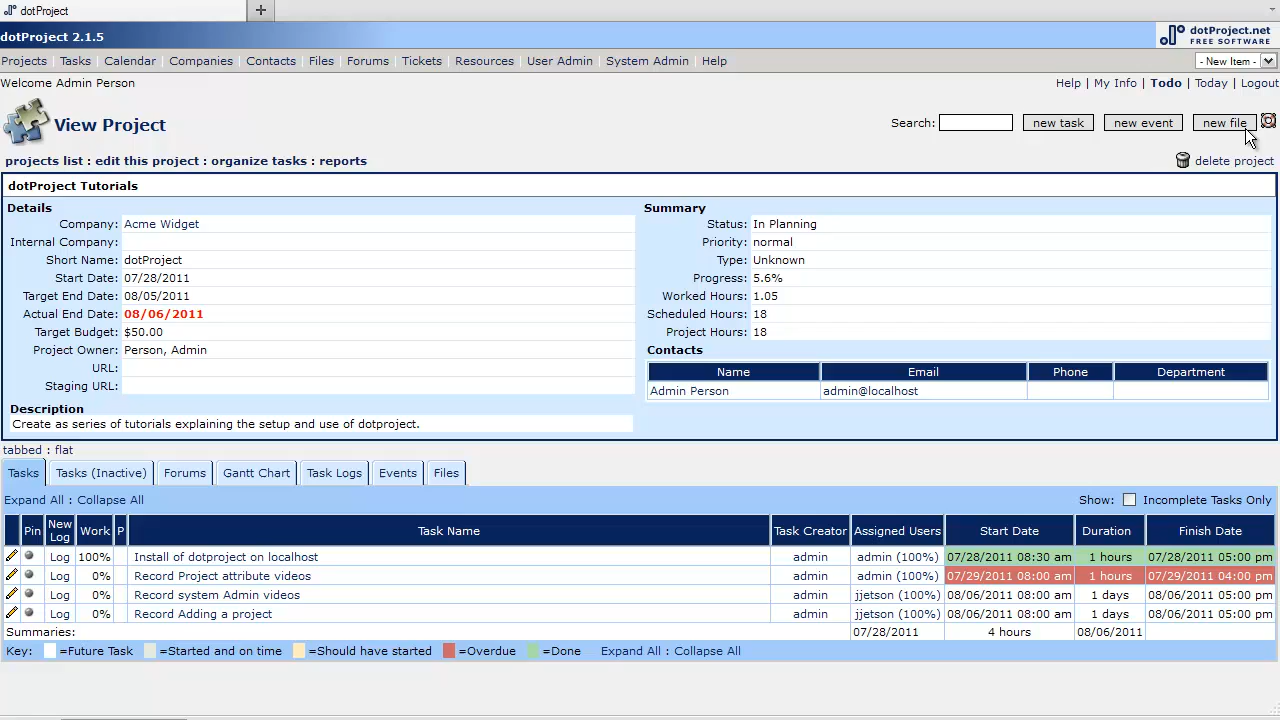 dotProject
dotProject 2.1.5
dotProject.net
FREE SOFTWARE
Projects Tasks Calendar Companies Contacts Files Forums Tickets Resources User Admin System Admin Help - New Item -
Welcome Admin Person Help | My Info | Todo | Today | Logout
View Project Search: new task new event new file
projects list : edit this project : organize tasks : reports delete project
dotProject Tutorials
Details
Company: Acme Widget
Internal Company:
Short Name: dotProject
Start Date: 07/28/2011
Target End Date: 08/05/2011
Actual End Date: 08/06/2011
Target Budget: $50.00
Project Owner: Person, Admin
URL:
Staging URL:
Description
Create as series of tutorials explaining the setup and use of dotproject.
Summary
Status: In Planning
Priority: normal
Type: Unknown
Progress: 5.6%
Worked Hours: 1.05
Scheduled Hours: 18
Project Hours: 18
Contacts
Name Email Phone Department
Admin Person admin@localhost
tabbed : flat
Tasks Tasks (Inactive) Forums Gantt Chart Task Logs Events Files
Expand All : Collapse All Show: Incomplete Tasks Only
Pin New Log Work P Task Name Task Creator Assigned Users Start Date Duration Finish Date
Log 100% Install of dotproject on localhost admin admin (100%) 07/28/2011 08:30 am 1 hours 07/28/2011 05:00 pm
Log 0% Record Project attribute videos admin admin (100%) 07/29/2011 08:00 am 1 hours 07/29/2011 04:00 pm
Log 0% Record system Admin videos admin jjetson (100%) 08/06/2011 08:00 am 1 days 08/06/2011 05:00 pm
Log 0% Record Adding a project admin jjetson (100%) 08/06/2011 08:00 am 1 days 08/06/2011 05:00 pm
Summaries: 07/28/2011 4 hours 08/06/2011
Key: =Future Task =Started and on time =Should have started =Overdue =Done Expand All : Collapse All